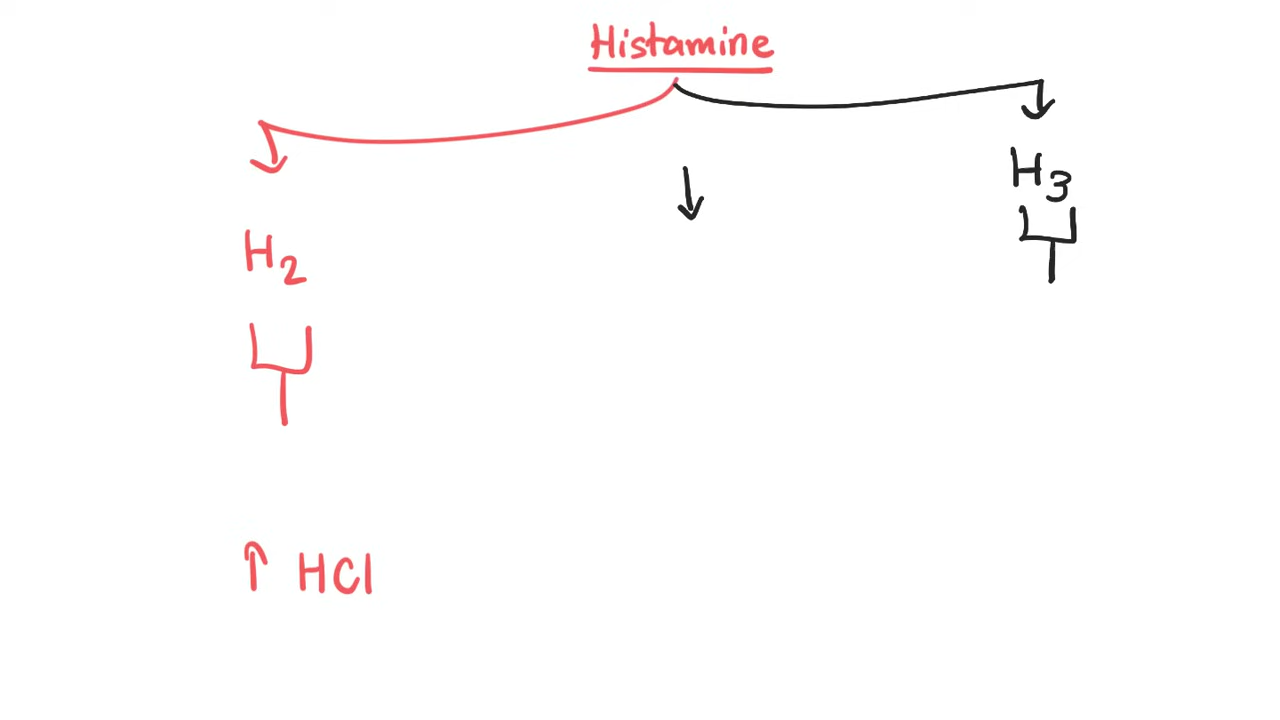 Histamine
H₃
H₂
↑ HCl